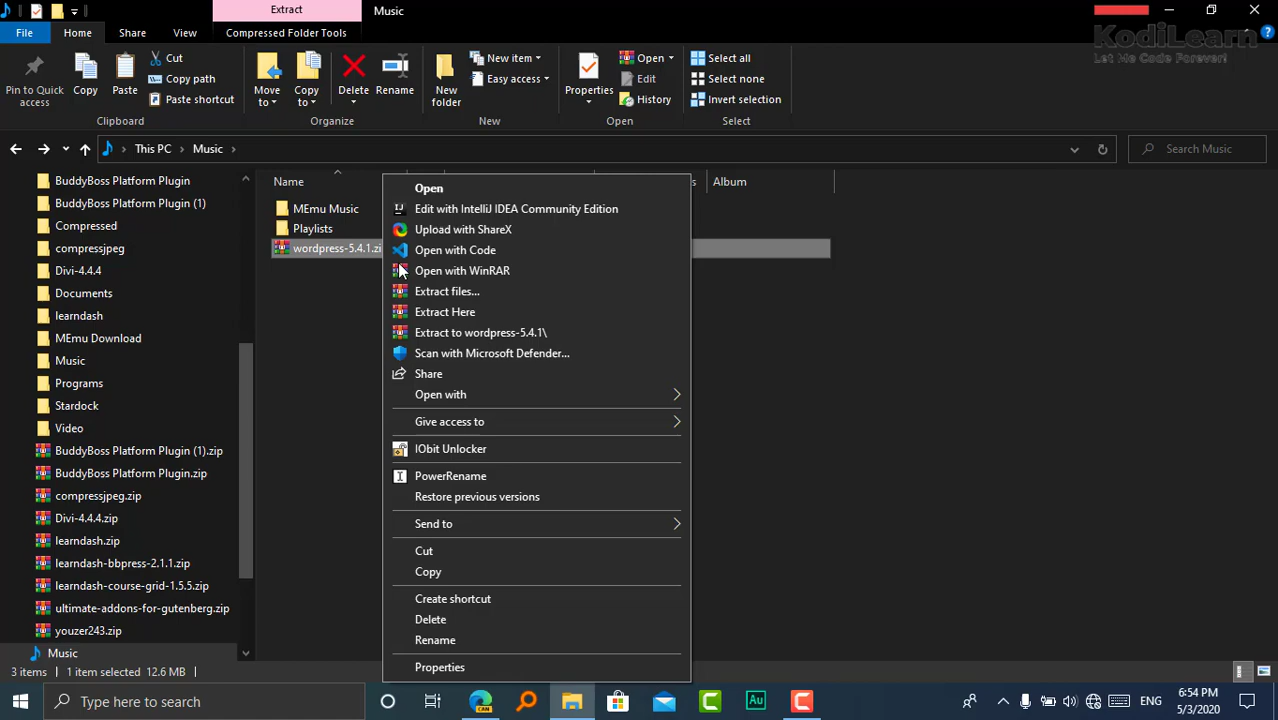 Extract
Music
KodiLearn
Let Me Code Forever!
File
Home
Share
View
Compressed Folder Tools
Pin to Quick access
Copy
Paste
Cut
Copy path
Paste shortcut
Move to
Copy to
Delete
Rename
New folder
New item
Easy access
Properties
Open
Edit
History
Select all
Select none
Invert selection
Clipboard
Organize
New
Open
Select
This PC
Music
Search Music
BuddyBoss Platform Plugin
BuddyBoss Platform Plugin (1)
Compressed
compressjpeg
Divi-4.4.4
Documents
learndash
MEmu Download
Music
Programs
Stardock
Video
BuddyBoss Platform Plugin (1).zip
BuddyBoss Platform Plugin.zip
compressjpeg.zip
Divi-4.4.4.zip
learndash.zip
learndash-bbpress-2.1.1.zip
learndash-course-grid-1.5.5.zip
ultimate-addons-for-gutenberg.zip
youzer243.zip
Music
Name
s
Album
MEmu Music
Playlists
wordpress-5.4.1.zi
Open
Edit with IntelliJ IDEA Community Edition
Upload with ShareX
Open with Code
Open with WinRAR
Extract files...
Extract Here
Extract to wordpress-5.4.1\
Scan with Microsoft Defender...
Share
Open with
Give access to
IObit Unlocker
PowerRename
Restore previous versions
Send to
Cut
Copy
Create shortcut
Delete
Rename
Properties
3 items
1 item selected 12.6 MB
Type here to search
CAN
Au
ENG
6:54 PM
5/3/2020